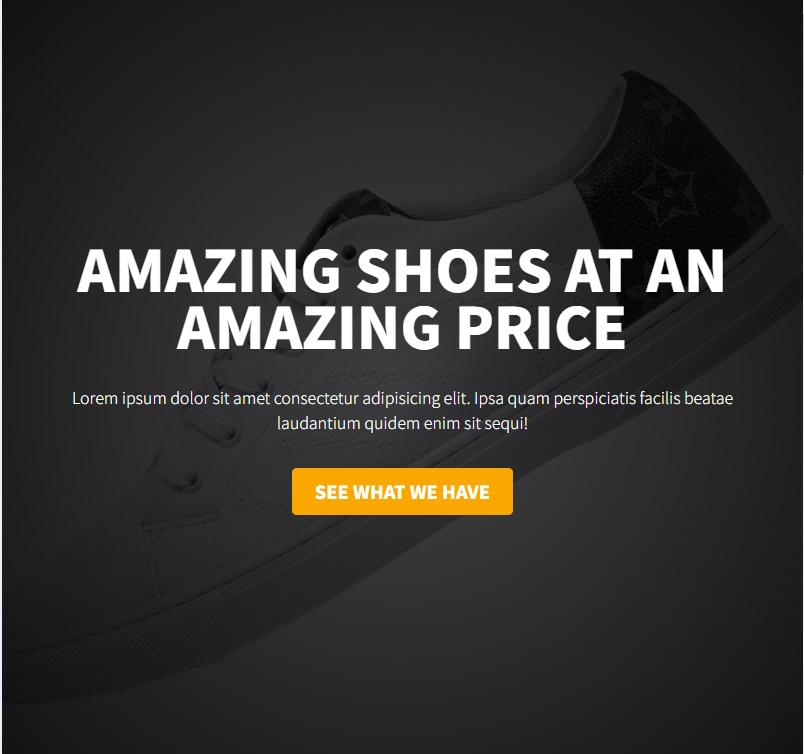 AMAZING SHOES AT AN
AMAZING PRICE
Lorem ipsum dolor sit amet consectetur adipisicing elit. Ipsa quam perspiciatis facilis beatae
laudantium quidem enim sit sequi!
SEE WHAT WE HAVE